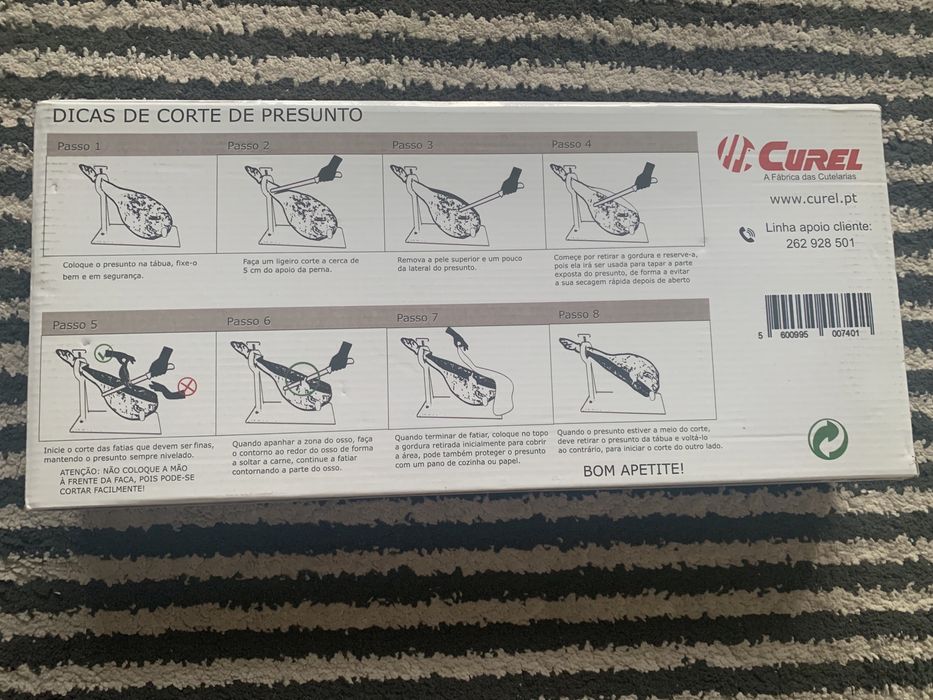 DICAS DE CORTE DE PRESUNTO
Passo 1
Coloque o presunto na tábua, fixe-o
bem e em segurança.
Passo 2
Faça um ligeiro corte a cerca de
5 cm do apoio da perna.
Passo 3
Remova a pele superior e um pouco
da lateral do presunto.
Passo 4
Começe por retirar a gordura e reserve-a,
pois ela irá ser usada para tapar a parte
exposta do presunto, de forma a evitar
a sua secagem rápida depois de aberto
Passo 5
Inicie o corte das fatias que devem ser finas,
mantendo o presunto sempre nivelado.
ATENÇÃO: NÃO COLOQUE A MÃO
À FRENTE DA FACA, POIS PODE-SE
CORTAR FACILMENTE!
Passo 6
Quando apanhar a zona do osso, faça
o contorno ao redor do osso de forma
a soltar a carne, continue a fatiar
contornando a parte do osso.
Passo 7
Quando terminar de fatiar, coloque no topo
a gordura retirada inicialmente para cobrir
a área, pode também proteger o presunto
com um pano de cozinha ou papel.
Passo 8
Quando o presunto estiver a meio do corte,
deve retirar o presunto da tábua e voltá-lo
ao contrário, para iniciar o corte do outro lado.
BOM APETITE!
CUREL
A Fábrica das Cutelarias
www.curel.pt
Linha apoio cliente:
262 928 501
5 600995 007401